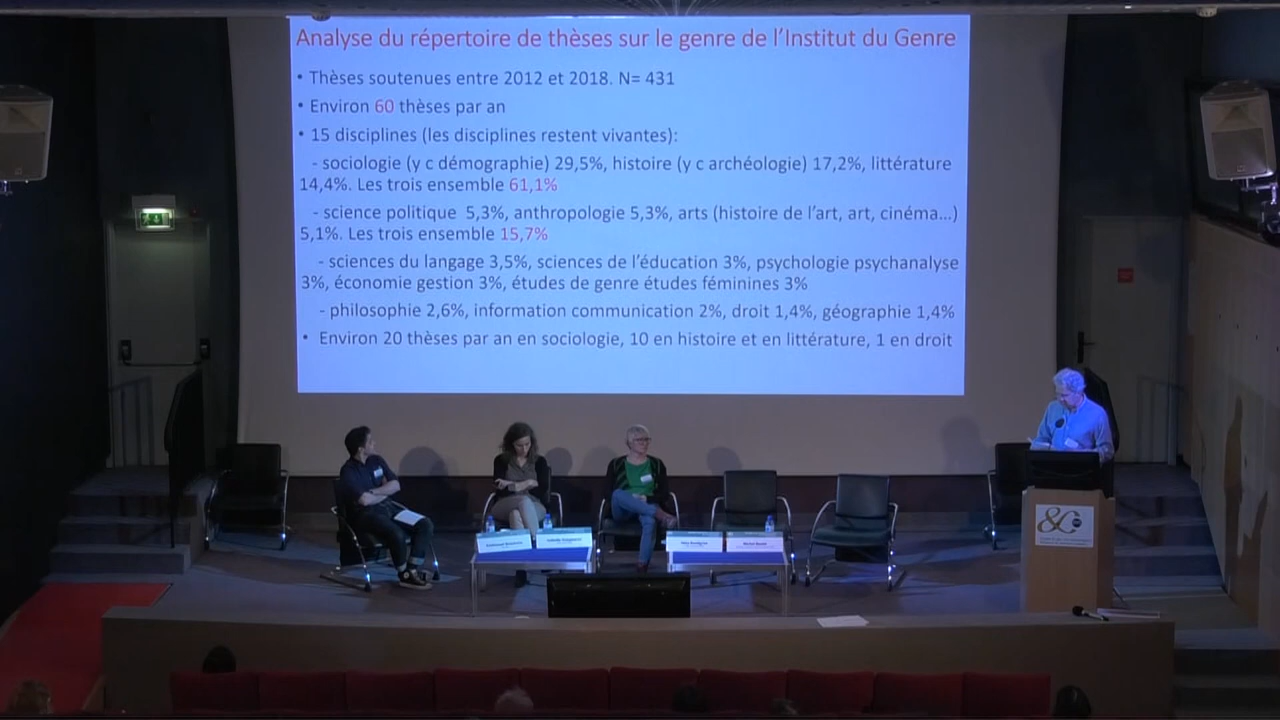 Analyse du répertoire de thèses sur le genre de l'Institut du Genre
• Thèses soutenues entre 2012 et 2018. N= 431
• Environ 60 thèses par an
• 15 disciplines (les disciplines restent vivantes):
- sociologie (y c démographie) 29,5%, histoire (y c archéologie) 17,2%, littérature
14,4%. Les trois ensemble 61,1%
- science politique 5,3%, anthropologie 5,3%, arts (histoire de l'art, art, cinéma...)
5,1%. Les trois ensemble 15,7%
- sciences du langage 3,5%, sciences de l'éducation 3%, psychologie psychanalyse
3%, économie gestion 3%, études de genre études féminines 3%
- philosophie 2,6%, information communication 2%, droit 1,4%, géographie 1,4%
• Environ 20 thèses par an en sociologie, 10 en histoire et en littérature, 1 en droit
&C